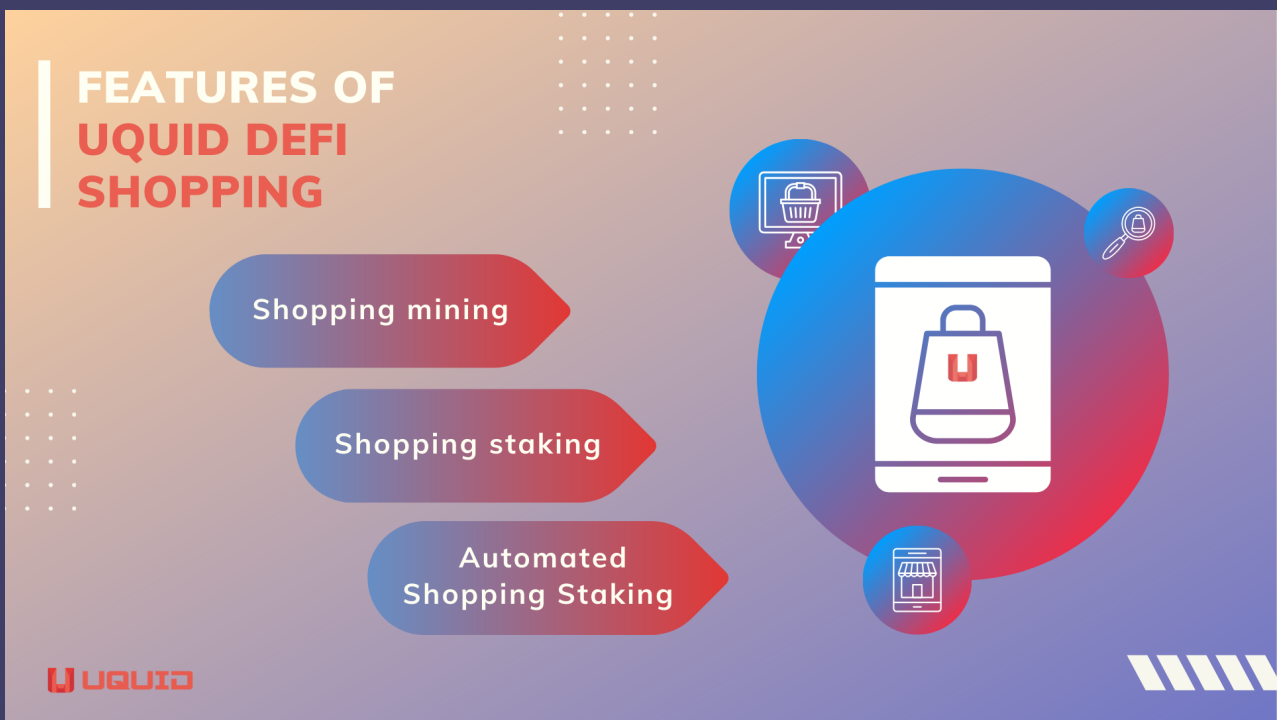 FEATURES OF
UQUID DEFI
SHOPPING
Shopping mining
Shopping staking
Automated
Shopping Staking
UQUID